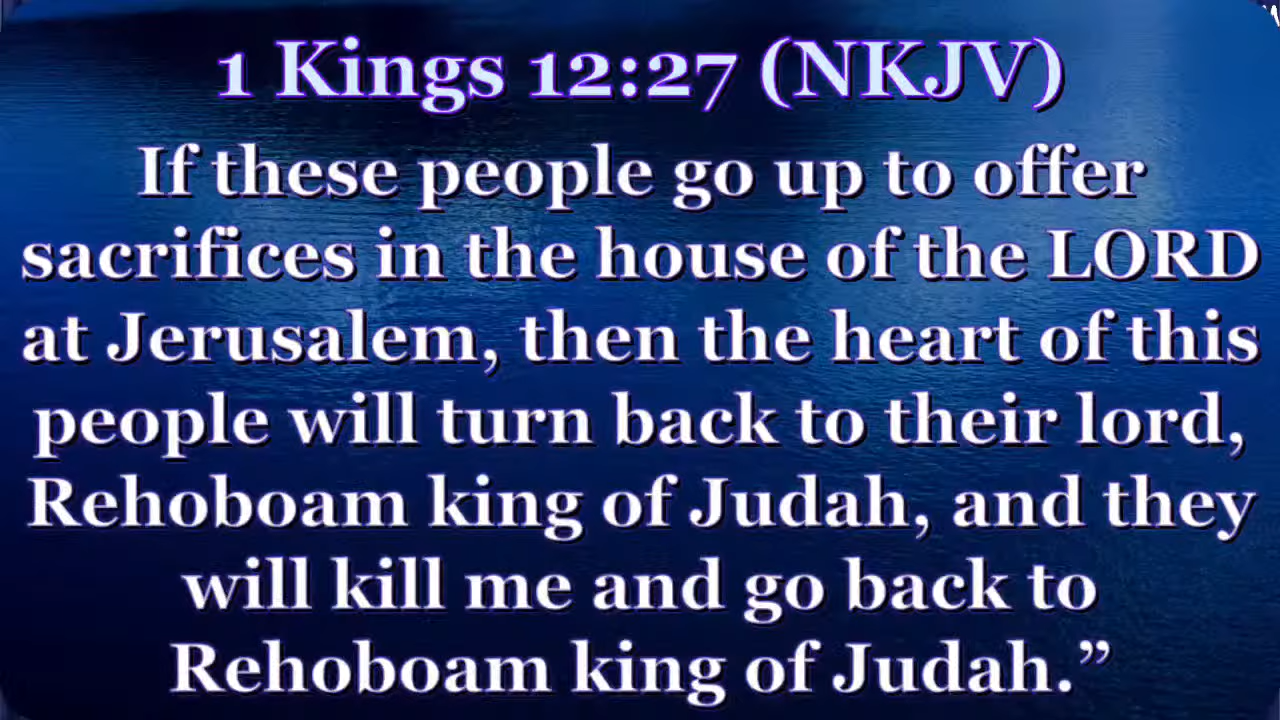 1 Kings 12:27 (NKJV)
If these people go up to offer
sacrifices in the house of the LORD
at Jerusalem, then the heart of this
people will turn back to their lord,
Rehoboam king of Judah, and they
will kill me and go back to
Rehoboam king of Judah.”